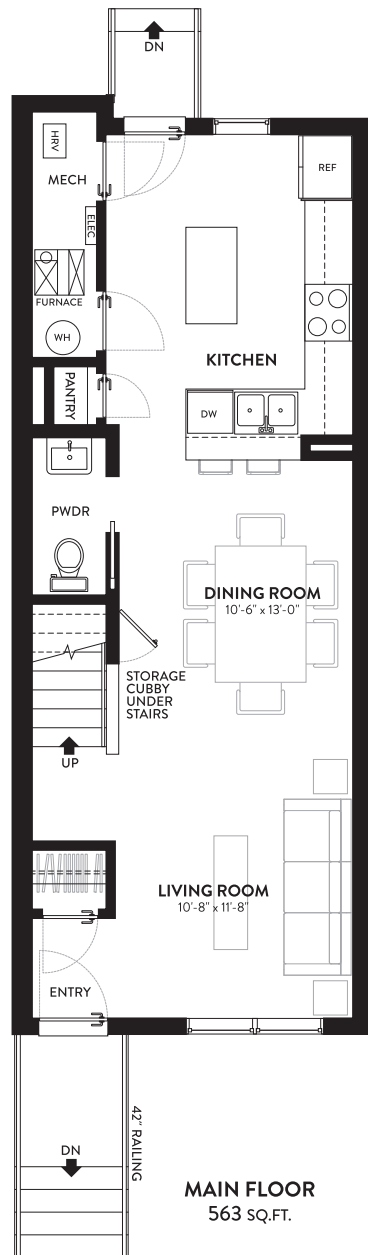 DN
HRV
MECH
REF
ELEC
FURNACE
WH
KITCHEN
PANTRY
DW
PWDR
DINING ROOM
10'-6" x 13'-0"
STORAGE
CUBBY
UNDER
STAIRS
UP
LIVING ROOM
10'-8" x 11'-8"
ENTRY
42" RAILING
DN
MAIN FLOOR
563 SQ.FT.